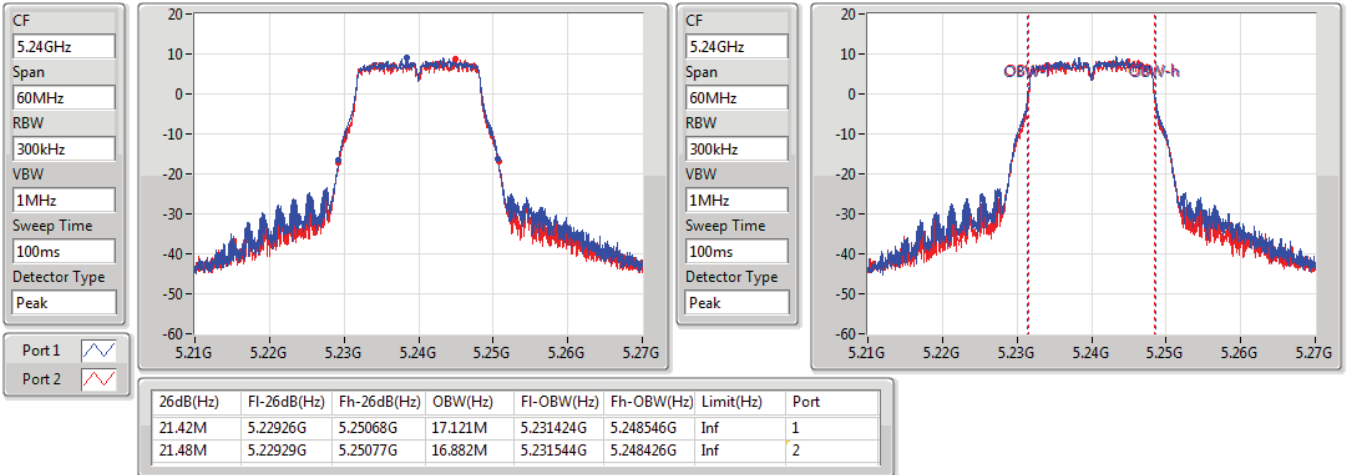 CF
5.24GHz
Span
60MHz
RBW
300kHz
VBW
1MHz
Sweep Time
100ms
Detector Type
Peak
Port 1
Port 2
20
10
0
-10
-20
-30
-40
-50
-60
5.21G 5.22G 5.23G 5.24G 5.25G 5.26G 5.27G
CF
5.24GHz
Span
60MHz
RBW
300kHz
VBW
1MHz
Sweep Time
100ms
Detector Type
Peak
20
10
0
-10
-20
-30
-40
-50
-60
OBW-l OBW-h
5.21G 5.22G 5.23G 5.24G 5.25G 5.26G 5.27G
26dB(Hz) Fl-26dB(Hz) Fh-26dB(Hz) OBW(Hz) Fl-OBW(Hz) Fh-OBW(Hz) Limit(Hz) Port
21.42M 5.22926G 5.25068G 17.121M 5.231424G 5.248546G Inf 1
21.48M 5.22929G 5.25077G 16.882M 5.231544G 5.248426G Inf 2